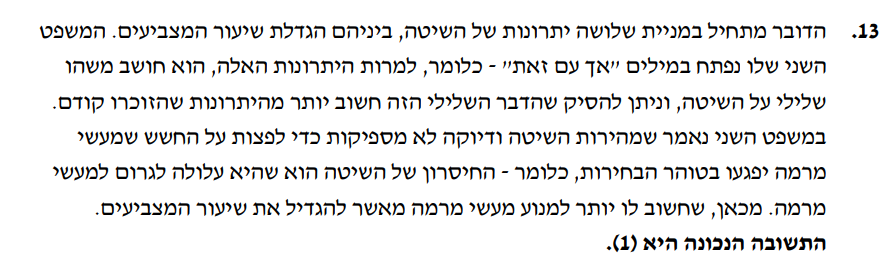 13. הדובר מתחיל במניית שלושה יתרונות של השיטה, ביניהם הגדלת שיעור המצביעים. המשפט
השני שלו נפתח במילים "אך עם זאת" - כלומר, למרות היתרונות האלה, הוא חושב משהו
שלילי על השיטה, וניתן להסיק שהדבר השלילי הזה חשוב יותר מהיתרונות שהזוכרו קודם.
במשפט השני נאמר שמהירות השיטה ודיוקה לא מספיקות כדי לפצות על החשש שמעשי
מרמה יפגעו בטוהר הבחירות, כלומר - החיסרון של השיטה הוא שהיא עלולה לגרום למעשי
מרמה. מכאן, שחשוב לו יותר למנוע מעשי מרמה מאשר להגדיל את שיעור המצביעים.
התשובה הנכונה היא (1).